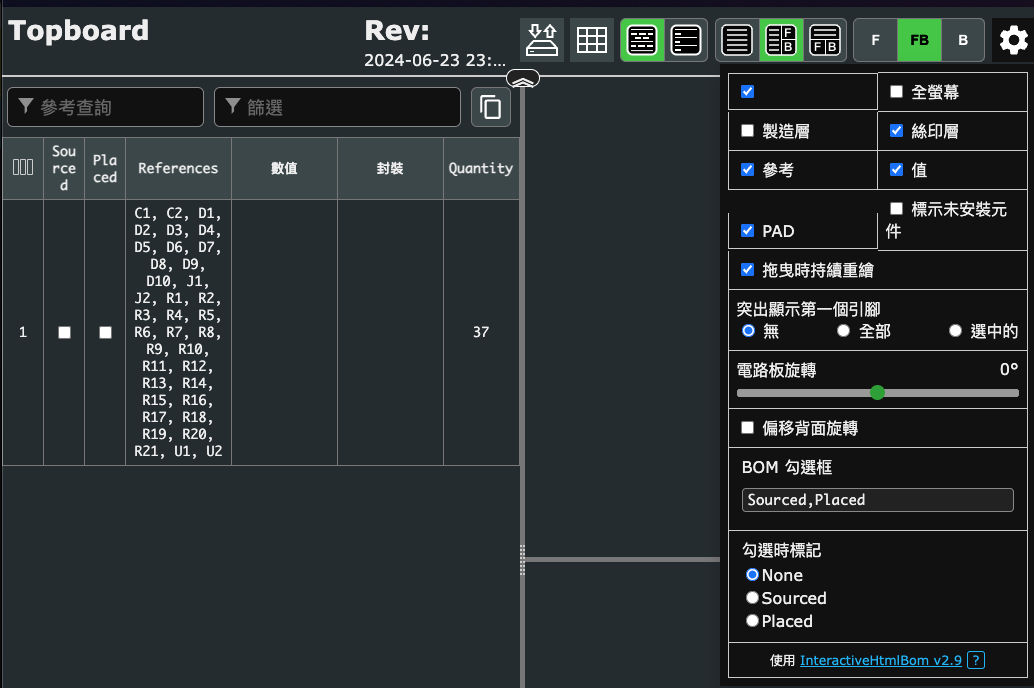 Topboard
Rev:
2024-06-23 23:...
F
B
F B
F
FB
B
參考查詢
篩選
Sou
rce
d
Pla
ced
References
數值
封裝
Quantity
1
C1, C2, D1,
D2, D3, D4,
D5, D6, D7,
D8, D9,
D10, J1,
J2, R1, R2,
R3, R4, R5,
R6, R7, R8,
R9, R10,
R11, R12,
R13, R14,
R15, R16,
R17, R18,
R19, R20,
R21, U1, U2
37
全螢幕
製造層
絲印層
參考
值
PAD
標示未安裝元
件
拖曳時持續重繪
突出顯示第一個引腳
無
全部
選中的
電路板旋轉
0°
偏移背面旋轉
BOM 勾選框
Sourced,Placed
勾選時標記
None
Sourced
Placed
使用 InteractiveHtmlBom v2.9 ?